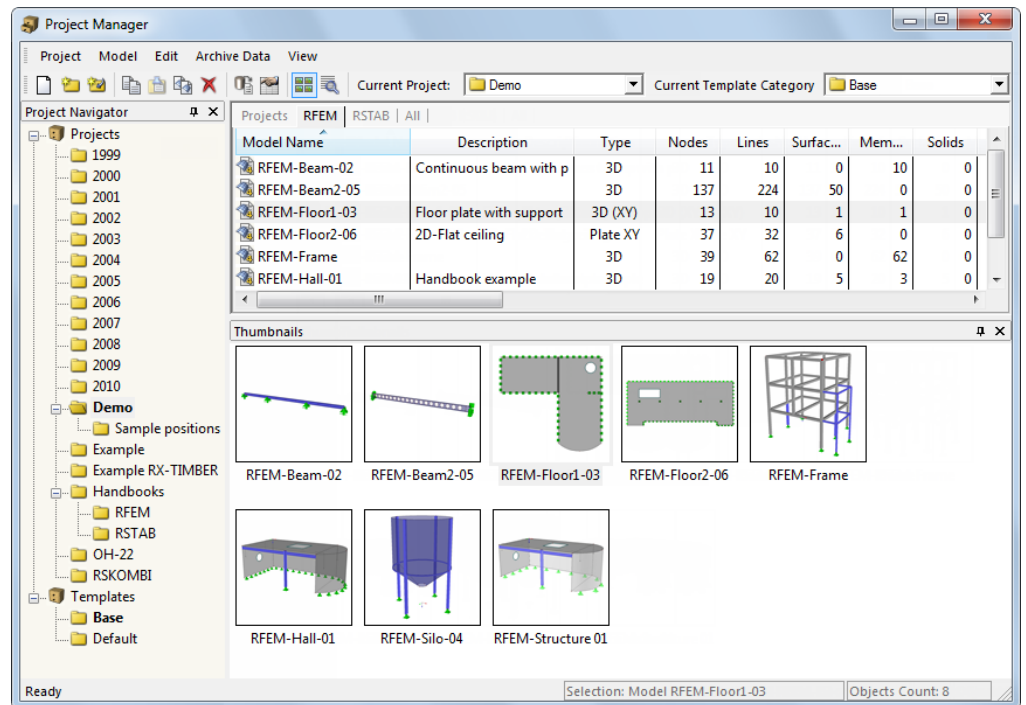 Project Manager
Project Model Edit Archive Data View
Current Project: Demo Current Template Category Base
Project Navigator
Projects
1999
2000
2001
2002
2003
2004
2005
2006
2007
2008
2009
2010
Demo
Sample positions
Example
Example RX-TIMBER
Handbooks
RFEM
RSTAB
OH-22
RSKOMBI
Templates
Base
Default
Projects RFEM RSTAB All
Model Name Description Type Nodes Lines Surfac... Mem... Solids
RFEM-Beam-02 Continuous beam with p 3D 11 10 0 10 0
RFEM-Beam2-05 3D 137 224 50 0 0
RFEM-Floor1-03 Floor plate with support 3D (XY) 13 10 1 1 0
RFEM-Floor2-06 2D-Flat ceiling Plate XY 37 32 6 0 0
RFEM-Frame 3D 39 62 0 62 0
RFEM-Hall-01 Handbook example 3D 19 20 5 3 0
Thumbnails
RFEM-Beam-02 RFEM-Beam2-05 RFEM-Floor1-03 RFEM-Floor2-06 RFEM-Frame
RFEM-Hall-01 RFEM-Silo-04 RFEM-Structure 01
Ready Selection: Model RFEM-Floor1-03 Objects Count: 8